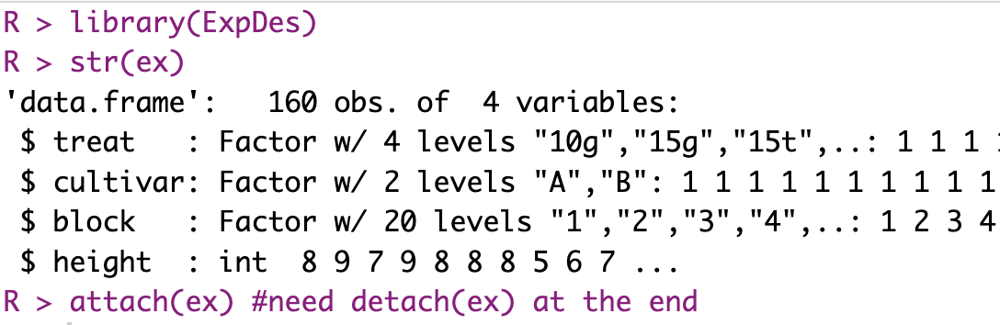 R > library(ExpDes)
R > str(ex)
'data.frame':   160 obs. of  4 variables:
 $ treat   : Factor w/ 4 levels "10g","15g","15t",..: 1 1 1
 $ cultivar: Factor w/ 2 levels "A","B": 1 1 1 1 1 1 1 1 1 1
 $ block   : Factor w/ 20 levels "1","2","3","4",..: 1 2 3 4
 $ height  : int  8 9 7 9 8 8 8 5 6 7 ...
R > attach(ex) #need detach(ex) at the end